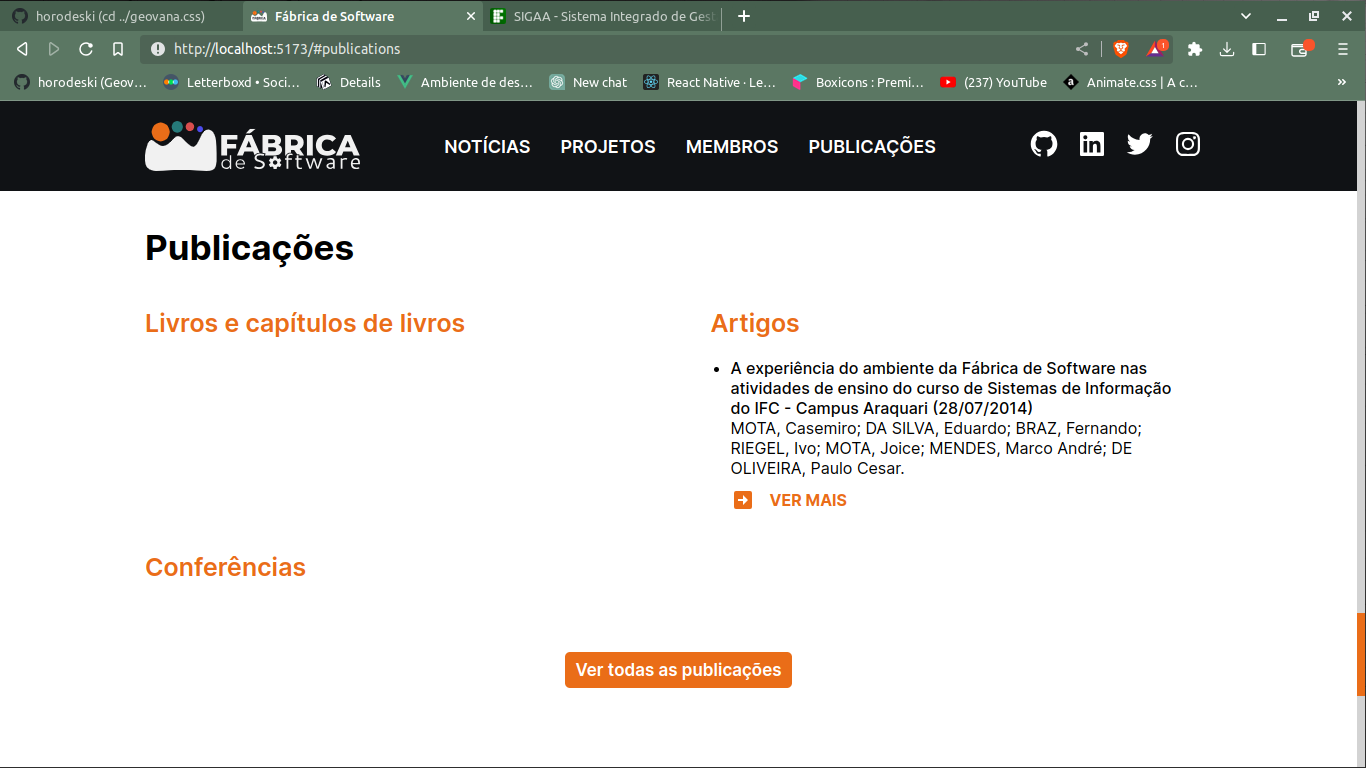 horodeski (cd ../geovana.css)
Fábrica de Software
SIGAA - Sistema Integrado de Gest
http://localhost:5173/#publications
1
horodeski (Geov…
Letterboxd • Soci…
Details
Ambiente de des…
New chat
React Native · Le…
Boxicons : Premi…
(237) YouTube
Animate.css | A c…
»
FÁBRICA
de Software
NOTÍCIAS
PROJETOS
MEMBROS
PUBLICAÇÕES
Publicações
Livros e capítulos de livros
Artigos
• A experiência do ambiente da Fábrica de Software nas
atividades de ensino do curso de Sistemas de Informação
do IFC - Campus Araquari (28/07/2014)
MOTA, Casemiro; DA SILVA, Eduardo; BRAZ, Fernando;
RIEGEL, Ivo; MOTA, Joice; MENDES, Marco André; DE
OLIVEIRA, Paulo Cesar.
VER MAIS
Conferências
Ver todas as publicações